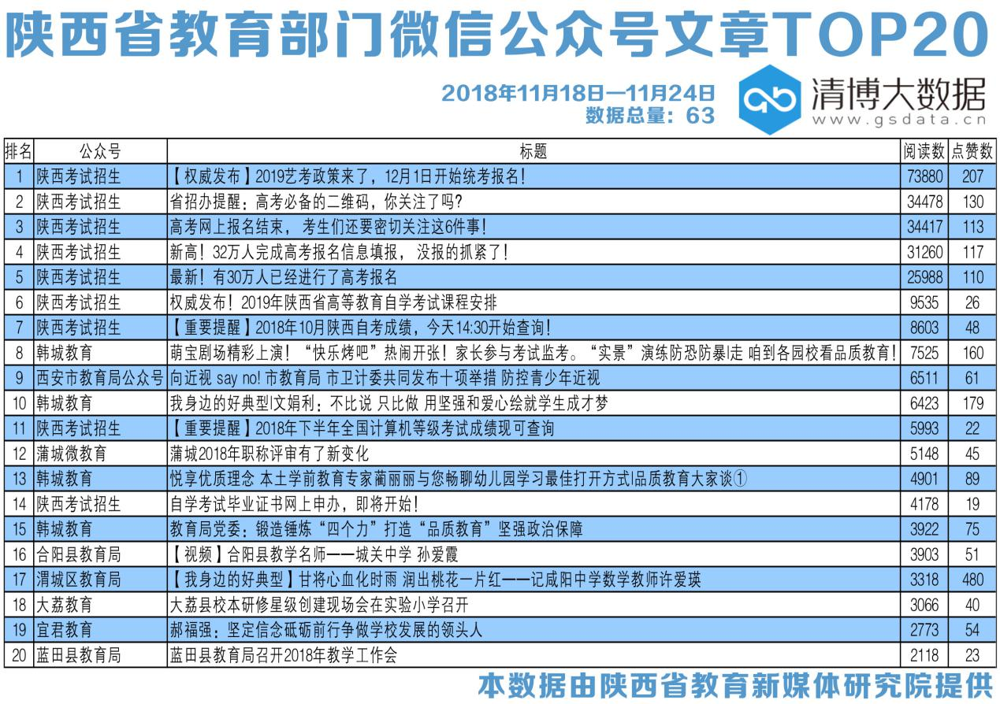 陕西省教育部门微信公众号文章TOP20
2018年11月18日—11月24日
数据总量：63
清博大数据
www.gsdata.cn
排名 公众号 标题 阅读数 点赞数
1 陕西考试招生 【权威发布】2019艺考政策来了，12月1日开始统考报名！ 73880 207
2 陕西考试招生 省招办提醒：高考必备的二维码，你关注了吗？ 34478 130
3 陕西考试招生 高考网上报名结束， 考生们还要密切关注这6件事！ 34417 113
4 陕西考试招生 新高！32万人完成高考报名信息填报， 没报的抓紧了！ 31260 117
5 陕西考试招生 最新！有30万人已经进行了高考报名 25988 110
6 陕西考试招生 权威发布！2019年陕西省高等教育自学考试课程安排 9535 26
7 陕西考试招生 【重要提醒】2018年10月陕西自考成绩，今天14:30开始查询！ 8603 48
8 韩城教育 萌宝剧场精彩上演！“快乐烤吧”热闹开张！家长参与考试监考。“实景”演练防恐防暴|走 咱到各园校看品质教育！ 7525 160
9 西安市教育局公众号 向近视 say no! 市教育局 市卫计委共同发布十项举措 防控青少年近视 6511 61
10 韩城教育 我身边的好典型|文娟利：不比说 只比做 用坚强和爱心绘就学生成才梦 6423 179
11 陕西考试招生 【重要提醒】2018年下半年全国计算机等级考试成绩现可查询 5993 22
12 蒲城微教育 蒲城2018年职称评审有了新变化 5148 45
13 韩城教育 悦享优质理念 本土学前教育专家蔺丽丽与您畅聊幼儿园学习最佳打开方式|品质教育大家谈① 4901 89
14 陕西考试招生 自学考试毕业证书网上申办，即将开始！ 4178 19
15 韩城教育 教育局党委：锻造锤炼“四个力”打造“品质教育”坚强政治保障 3922 75
16 合阳县教育局 【视频】合阳县教学名师——城关中学 孙爱霞 3903 51
17 渭城区教育局 【我身边的好典型】甘将心血化时雨 润出桃花一片红——记咸阳中学数学教师许爱瑛 3318 480
18 大荔教育 大荔县校本研修星级创建现场会在实验小学召开 3066 40
19 宜君教育 郝福强：坚定信念砥砺前行争做学校发展的领头人 2773 54
20 蓝田县教育局 蓝田县教育局召开2018年教学工作会 2118 23
本数据由陕西省教育新媒体研究院提供